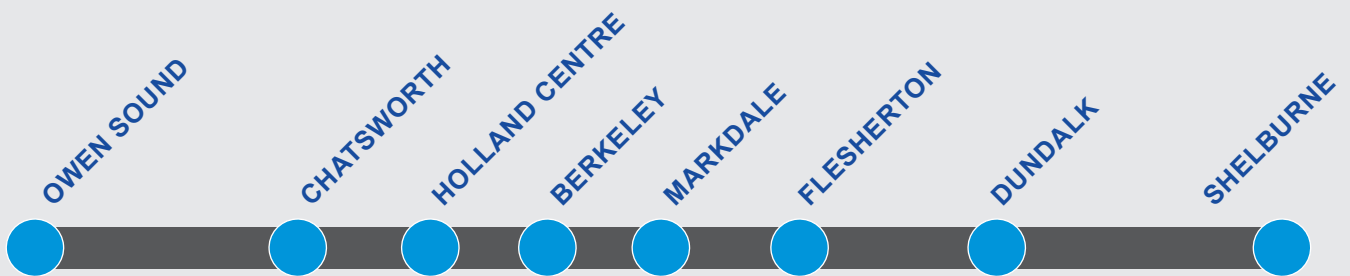 OWEN SOUND
CHATSWORTH
HOLLAND CENTRE
BERKELEY
MARKDALE
FLESHERTON
DUNDALK
SHELBURNE